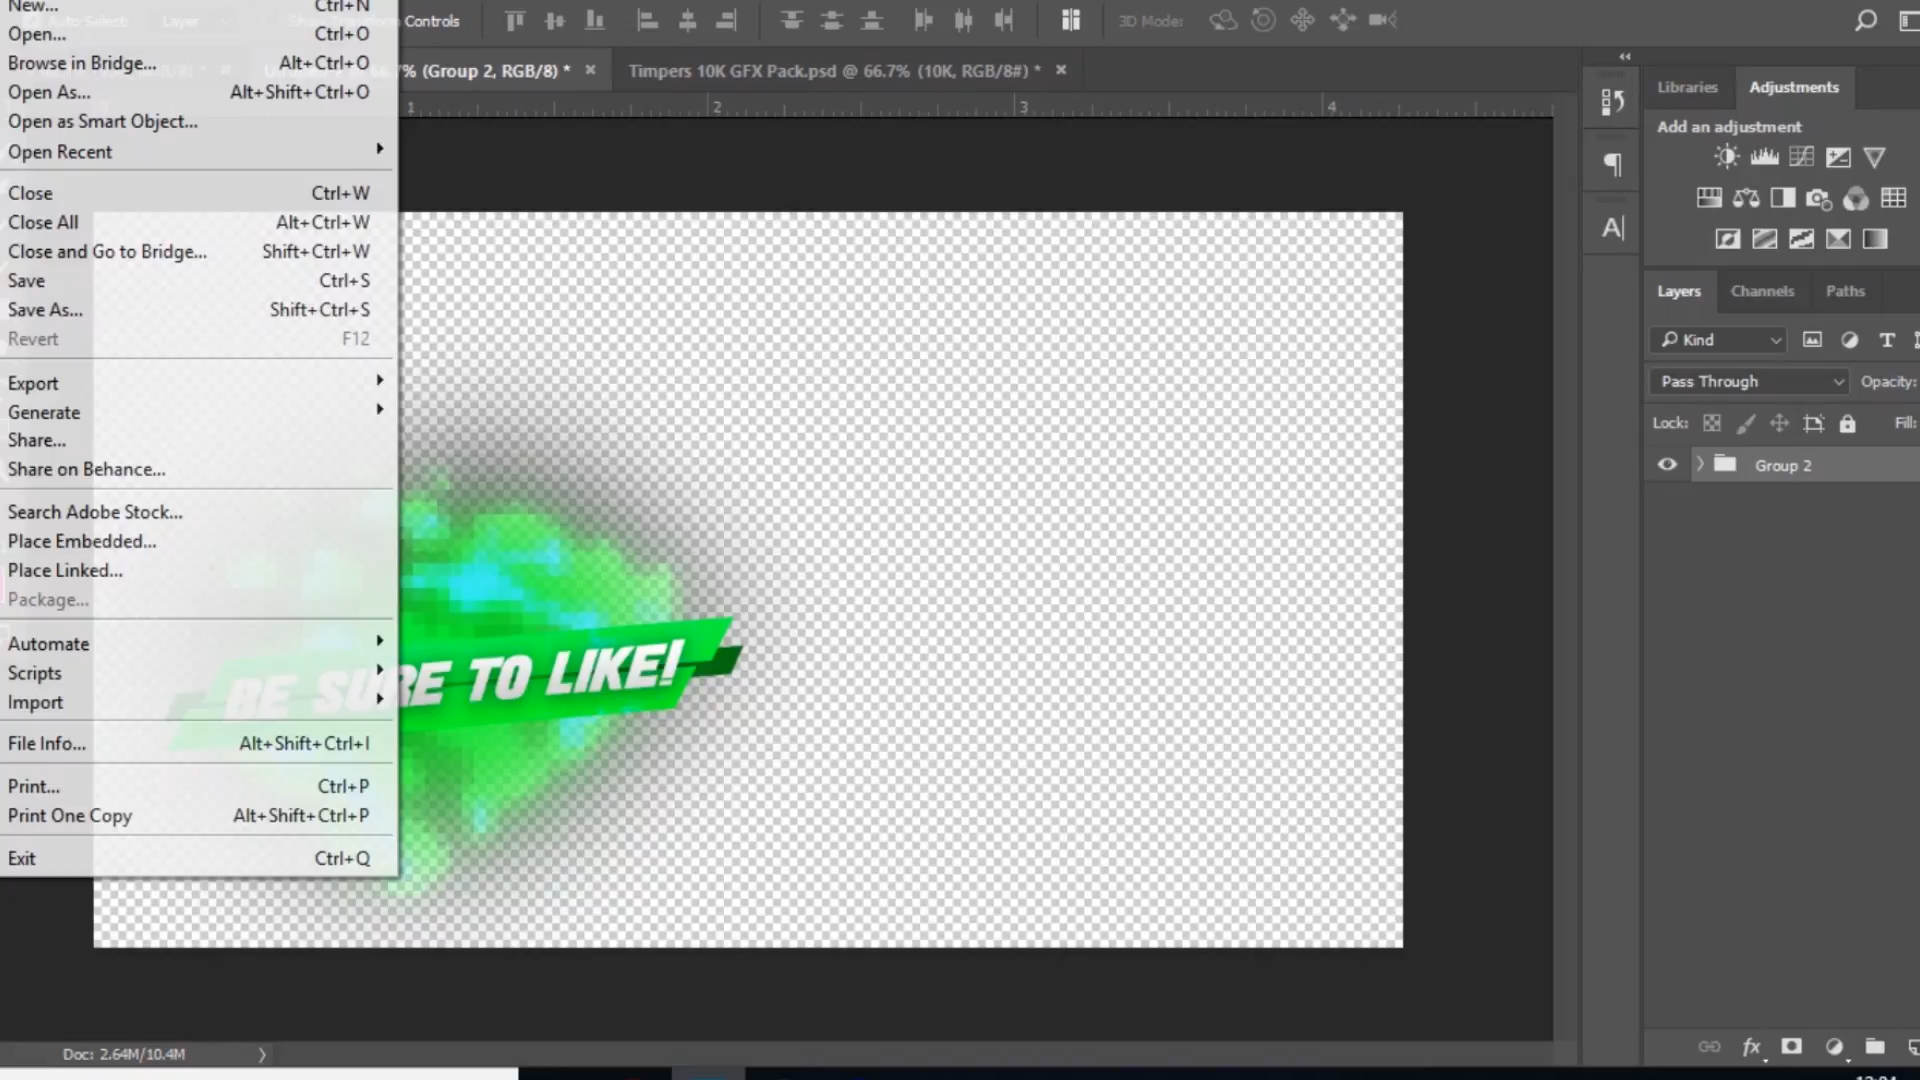 New... Ctrl+N
Controls
3D Mode:
Open... Ctrl+O
Browse in Bridge... Alt+Ctrl+O
% (Group 2, RGB/8) *
Timpers 10K GFX Pack.psd @ 66.7% (10K, RGB/8#) *
Libraries
Adjustments
Open As... Alt+Shift+Ctrl+O
1 2 3 4
Open as Smart Object...
Add an adjustment
Open Recent
Close Ctrl+W
Close All Alt+Ctrl+W
Close and Go to Bridge... Shift+Ctrl+W
Save Ctrl+S
Save As... Shift+Ctrl+S
Revert F12
Layers
Channels
Paths
Kind
Pass Through
Opacity:
Lock:
Fill:
Group 2
Export
Generate
Share...
Share on Behance...
Search Adobe Stock...
Place Embedded...
Place Linked...
Package...
Automate
Scripts
Import
BE SURE TO LIKE!
File Info... Alt+Shift+Ctrl+I
Print... Ctrl+P
Print One Copy Alt+Shift+Ctrl+P
Exit Ctrl+Q
Doc: 2.64M/10.4M